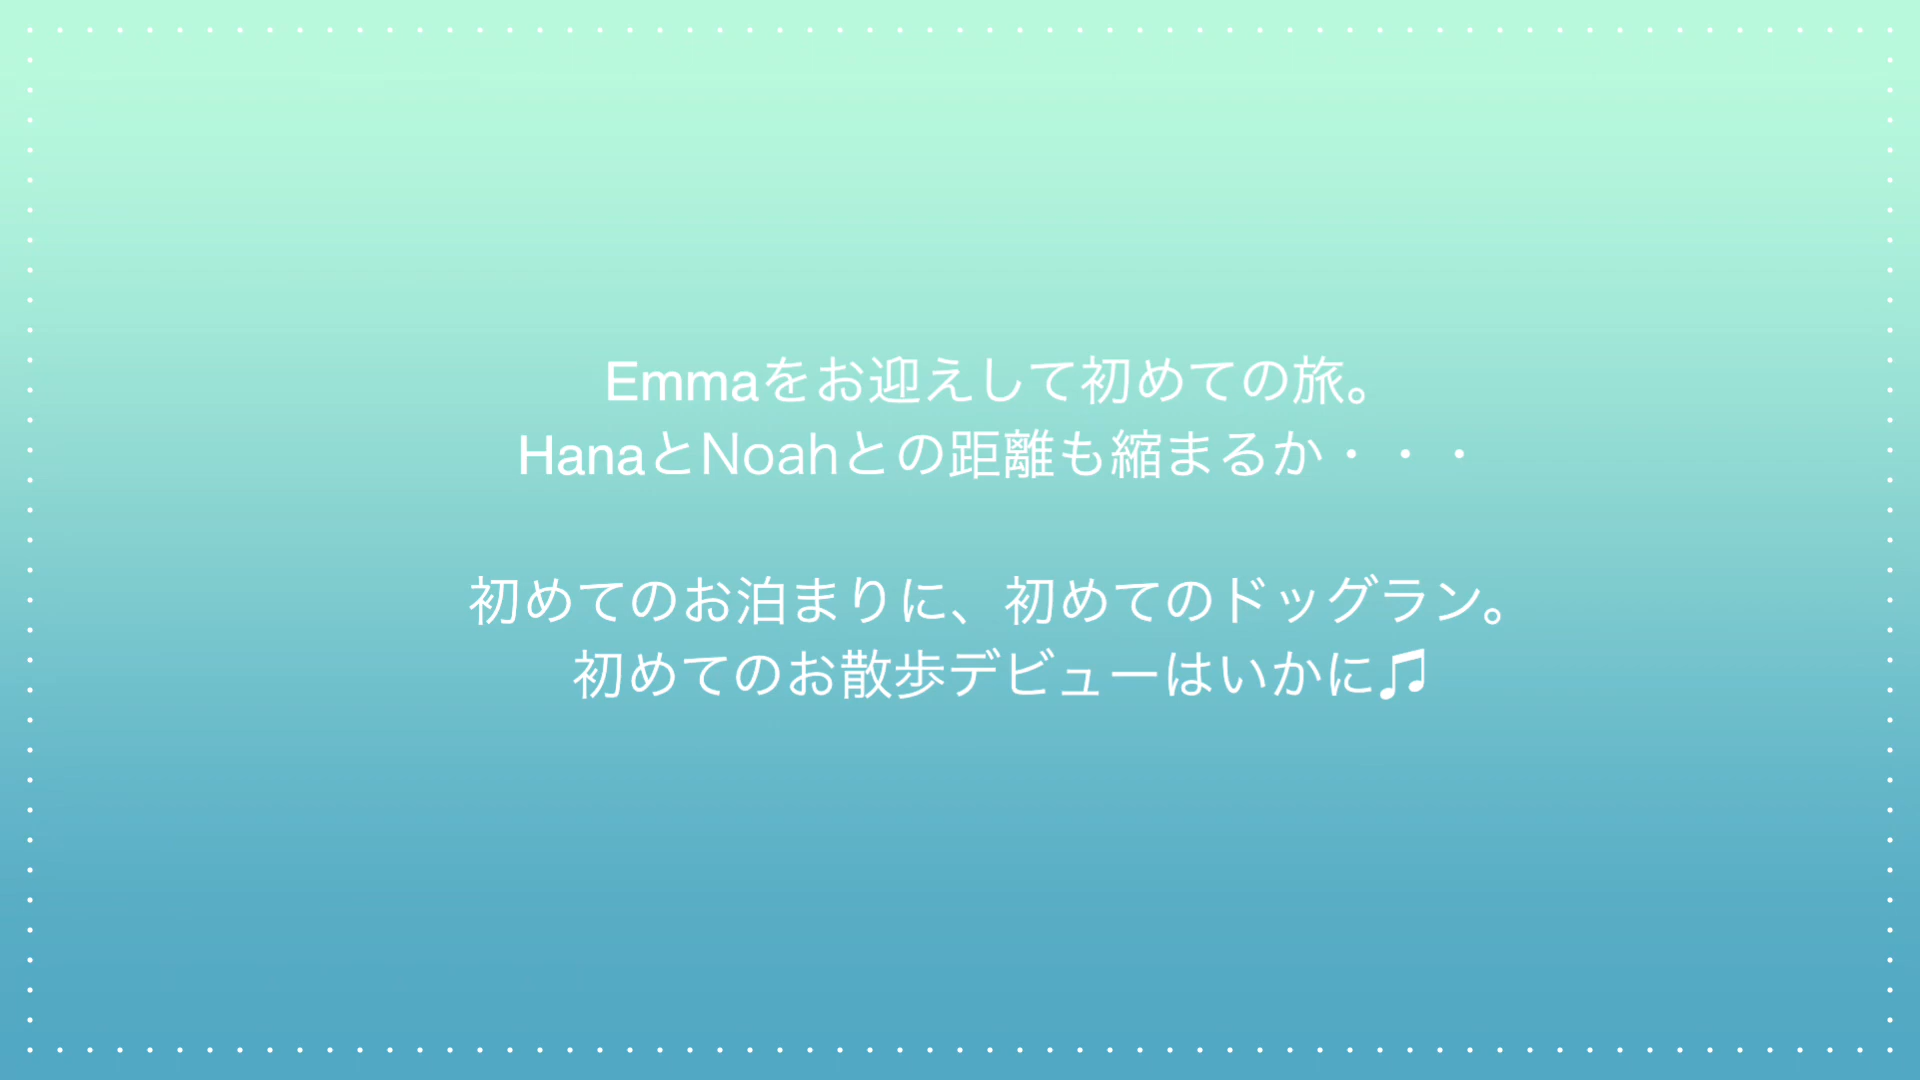 Emmaをお迎えして初めての旅。
HanaとNoahとの距離も縮まるか・・・
初めてのお泊まりに、初めてのドッグラン。
初めてのお散歩デビューはいかに♫